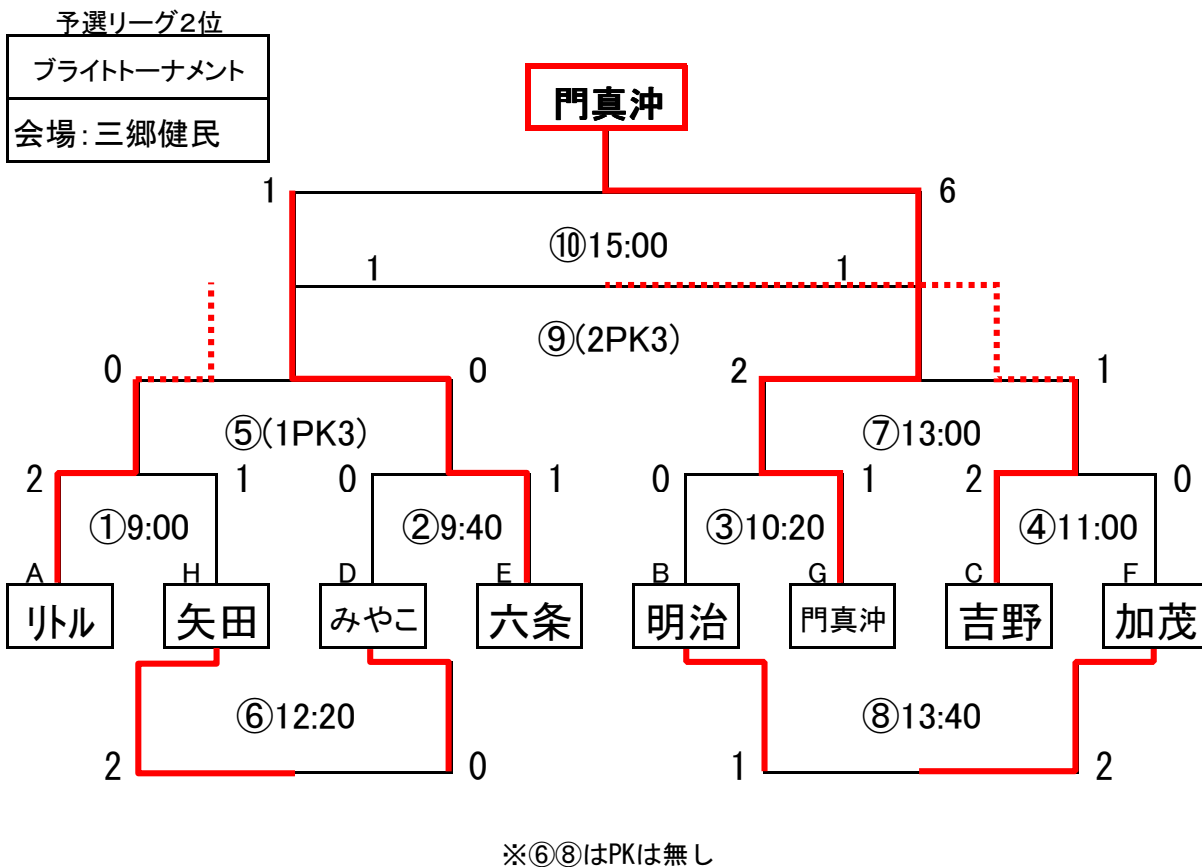 予選リーグ2位
ブライトトーナメント
会場:三郷健民
門真沖
1 6
⑩15:00
1 1
⑨(2PK3)
0 0 2 1
⑤(1PK3) ⑦13:00
2 1 0 1 0 1 2 0
①9:00 ②9:40 ③10:20 ④11:00
A H D E B G C F
リトル 矢田 みやこ 六条 明治 門真沖 吉野 加茂
⑥12:20 ⑧13:40
2 0 1 2
※⑥⑧はPKは無し